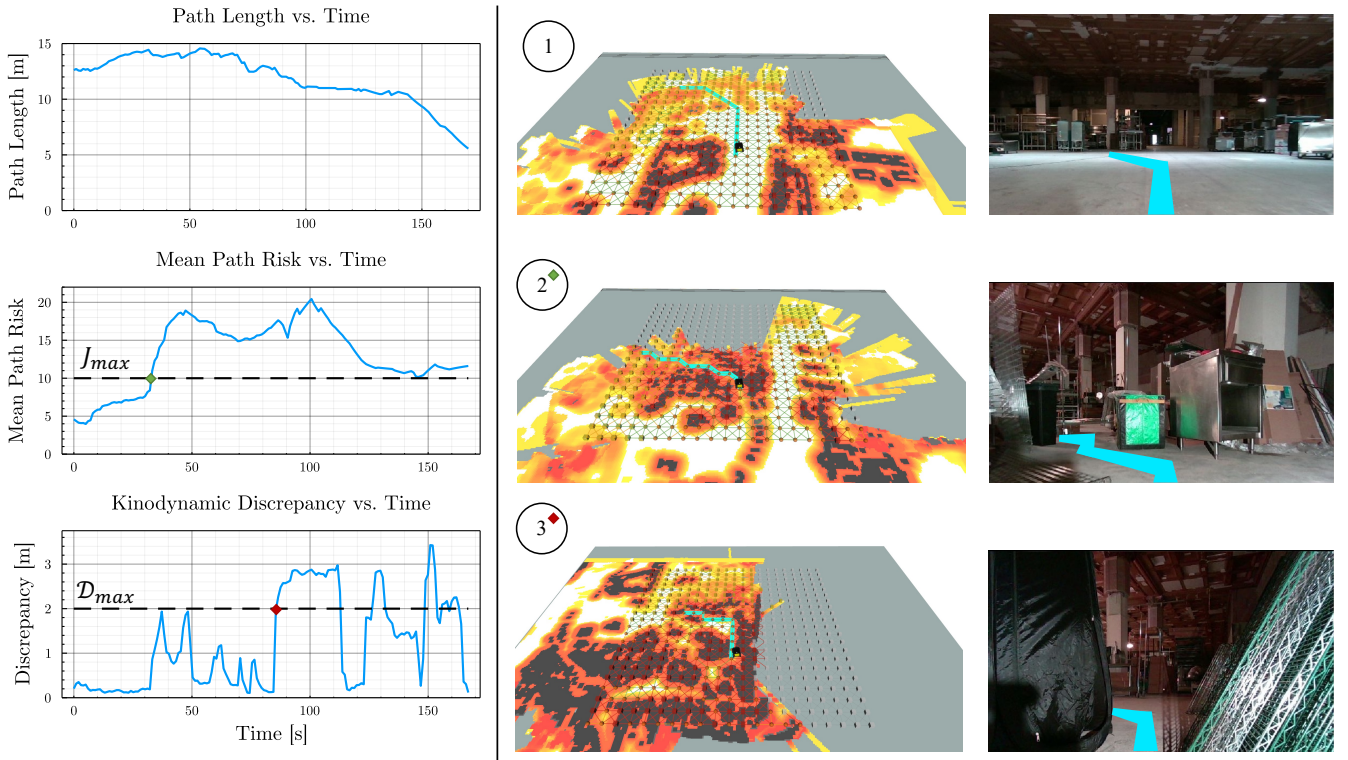 Path Length vs. Time
Path Length [m]
15
10
5
0
0 50 100 150
Mean Path Risk vs. Time
Mean Path Risk
20
15
10
5
0
J_max
0 50 100 150
Kinodynamic Discrepancy vs. Time
Discrepancy [m]
3
2
1
0
𝒟_max
0 50 100 150
Time [s]
1
2
3